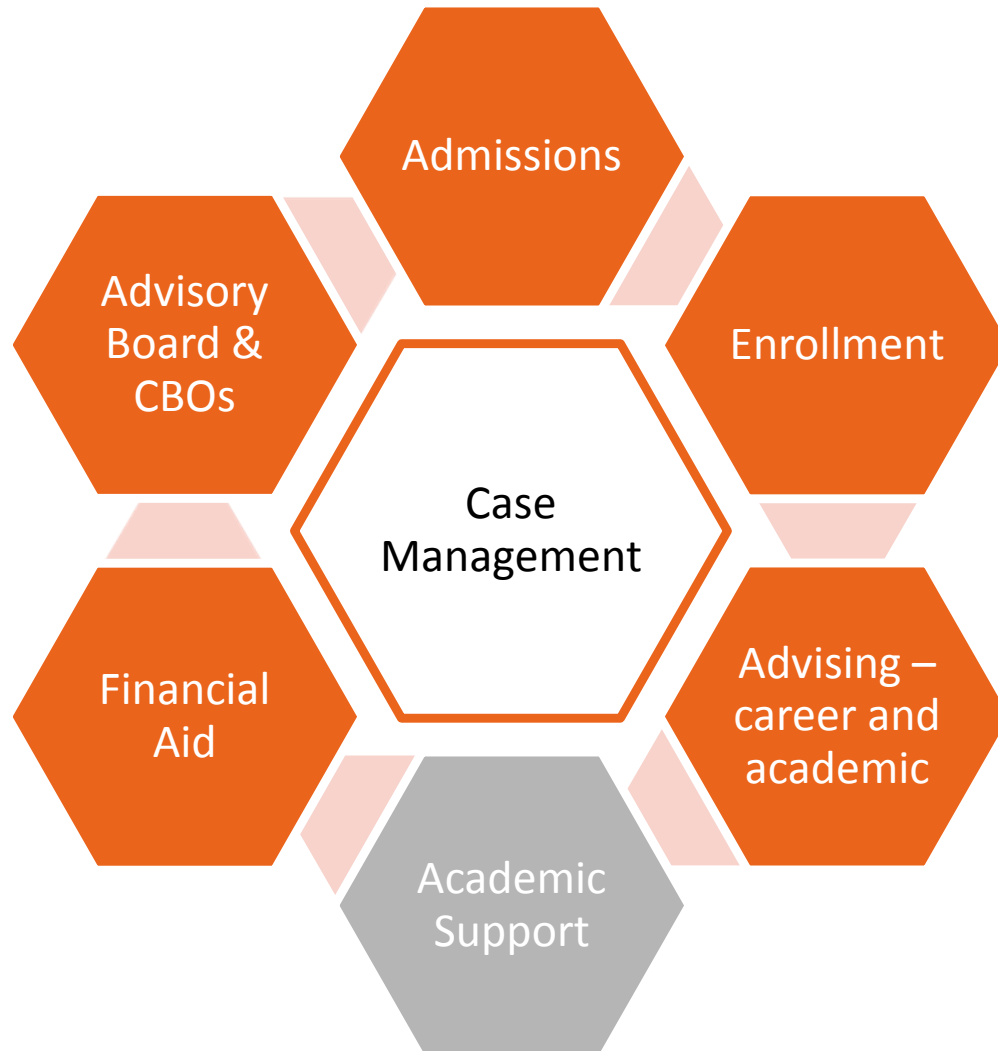 Admissions
Enrollment
Advising –
career and
academic
Academic
Support
Financial
Aid
Advisory
Board &
CBOs
Case
Management